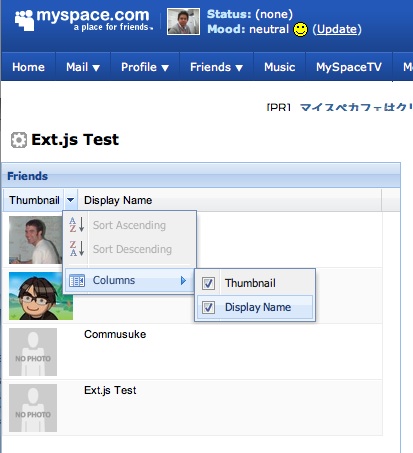 myspace.com
a place for friends
Status: (none)
Mood: neutral (Update)
Home Mail Profile Friends Music MySpaceTV M
[PR] マイスペカフェはク
Ext.js Test
Friends
Thumbnail Display Name
A Z Sort Ascending
Z A Sort Descending
Columns
Thumbnail
Display Name
NO PHOTO Commusuke
NO PHOTO Ext.js Test